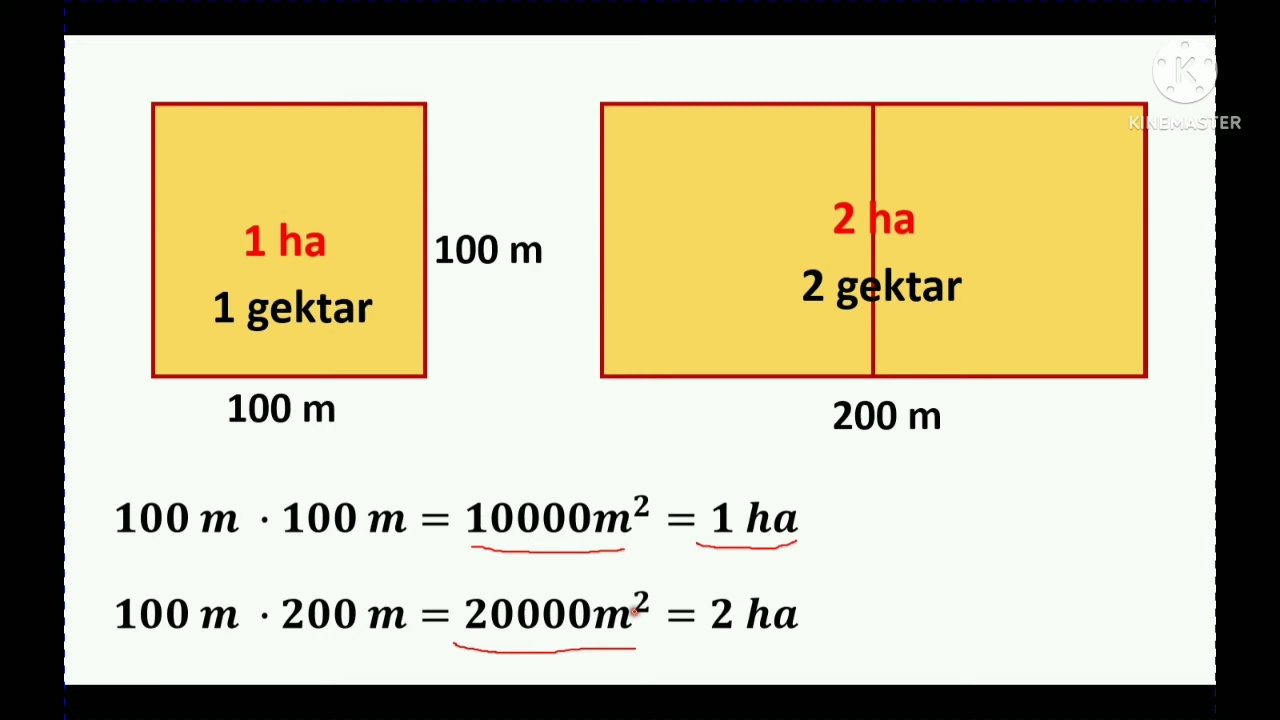 KINEMASTER
1 ha
1 gektar
100 m
100 m
2 ha
2 gektar
200 m
100 m · 100 m = 10000m² = 1 ha
100 m · 200 m = 20000m² = 2 ha